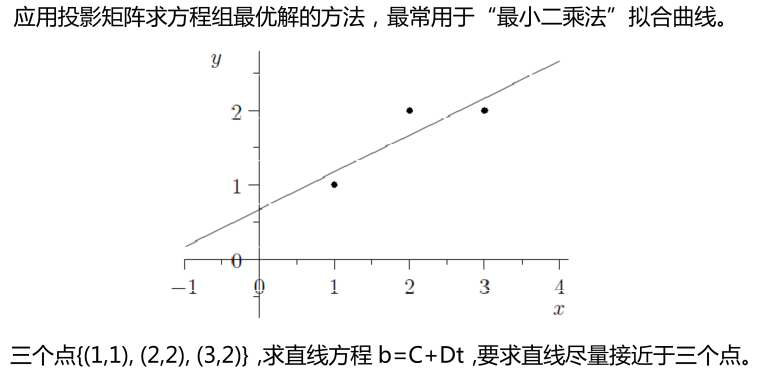 应用投影矩阵求方程组最优解的方法，最常用于“最小二乘法”拟合曲线。
y
2
1
0
−1 0 1 2 3 4
x
三个点{(1,1), (2,2), (3,2)} ,求直线方程 b=C+Dt ,要求直线尽量接近于三个点。